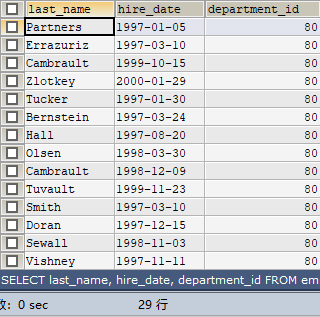 last_name hire_date department_id
Partners 1997-01-05 80
Errazuriz 1997-03-10 80
Cambrault 1999-10-15 80
Zlotkey 2000-01-29 80
Tucker 1997-01-30 80
Bernstein 1997-03-24 80
Hall 1997-08-20 80
Olsen 1998-03-30 80
Cambrault 1998-12-09 80
Tuvault 1999-11-23 80
Smith 1997-03-10 80
Doran 1997-12-15 80
Sewall 1998-11-03 80
Vishney 1997-11-11 80
SELECT last_name, hire_date, department_id FROM em
: 0 sec 29 行